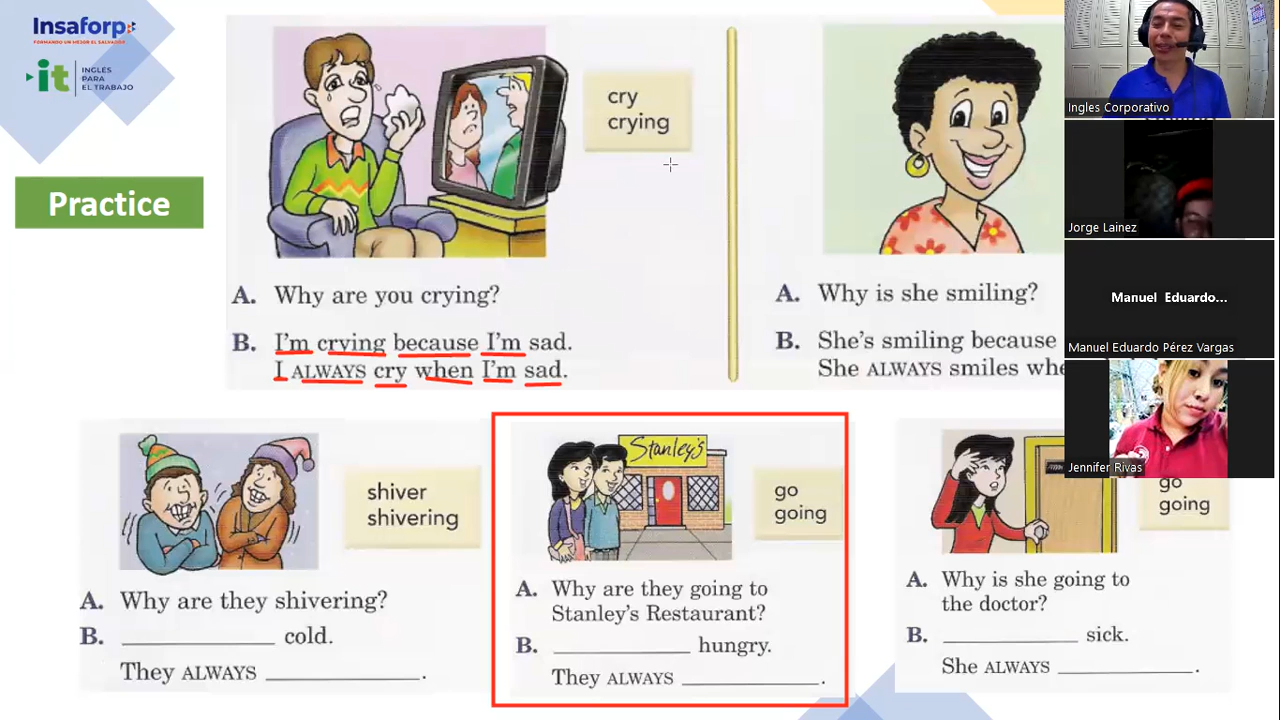 Insaforp
FORMANDO UN MEJOR EL SALVADOR
it
INGLES
PARA
EL TRABAJO
Practice
cry
crying
A. Why are you crying?
B. I'm crying because I'm sad.
I ALWAYS cry when I'm sad.
A. Why is she smiling?
B. She's smiling because
She ALWAYS smiles
shiver
shivering
A. Why are they shivering?
B. ____________ cold.
They ALWAYS ____________.
Stanley's
go
going
A. Why are they going to
Stanley's Restaurant?
B. ____________ hungry.
They ALWAYS ____________.
go
going
A. Why is she going to
the doctor?
B. ____________ sick.
She ALWAYS ____________.
Ingles Corporativo
Jorge Lainez
Manuel Eduardo...
Manuel Eduardo Pérez Vargas
Jennifer Rivas